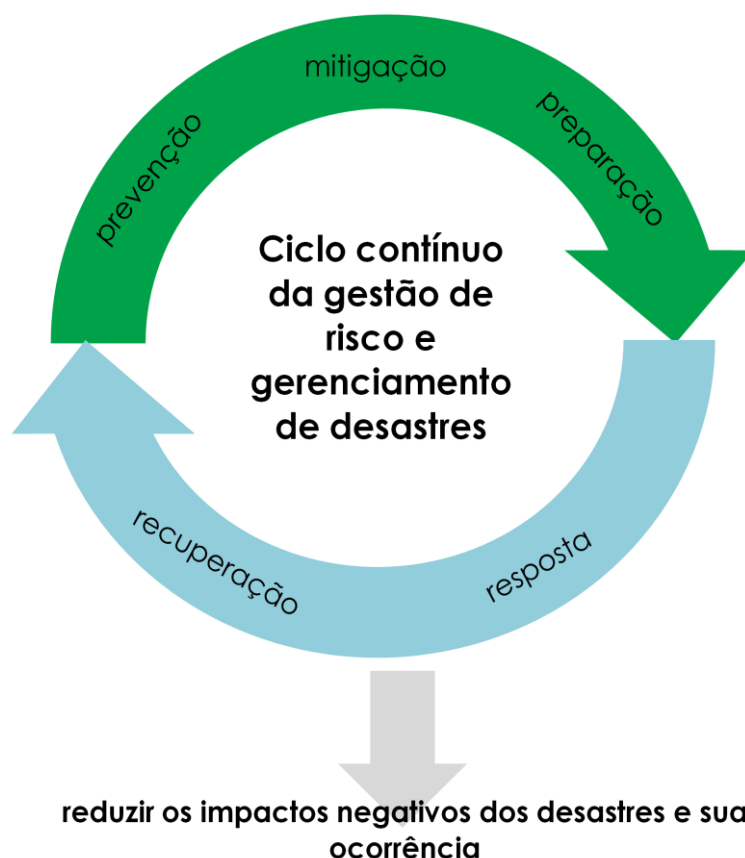 mitigação
prevenção
preparação
Ciclo contínuo
da gestão de
risco e
gerenciamento
de desastres
recuperação
resposta
reduzir os impactos negativos dos desastres e sua
ocorrência